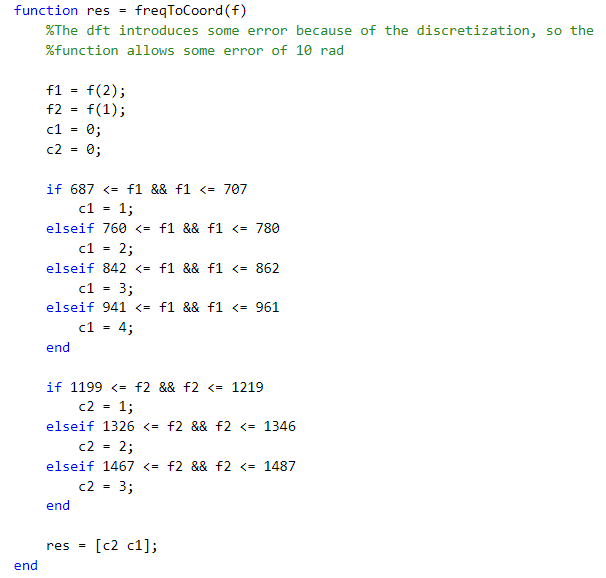 function res = freqToCoord(f)
    %The dft introduces some error because of the discretization, so the
    %function allows some error of 10 rad

    f1 = f(2);
    f2 = f(1);
    c1 = 0;
    c2 = 0;

    if 687 <= f1 && f1 <= 707
        c1 = 1;
    elseif 760 <= f1 && f1 <= 780
        c1 = 2;
    elseif 842 <= f1 && f1 <= 862
        c1 = 3;
    elseif 941 <= f1 && f1 <= 961
        c1 = 4;
    end

    if 1199 <= f2 && f2 <= 1219
        c2 = 1;
    elseif 1326 <= f2 && f2 <= 1346
        c2 = 2;
    elseif 1467 <= f2 && f2 <= 1487
        c2 = 3;
    end

    res = [c2 c1];
end